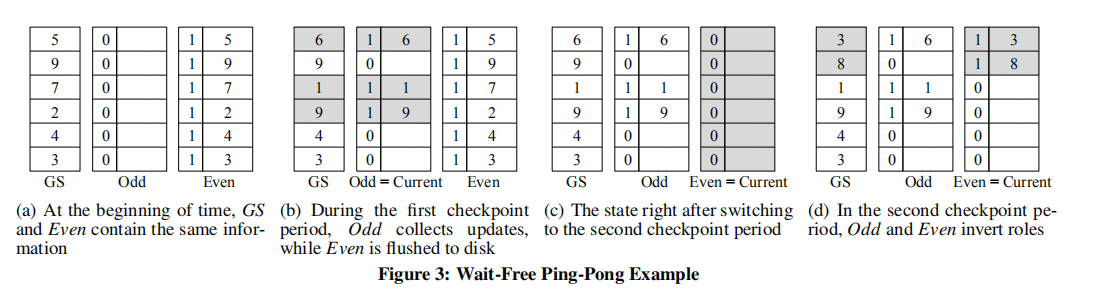 5 0 1 5
9 0 1 9
7 0 1 7
2 0 1 2
4 0 1 4
3 0 1 3
GS Odd Even
(a) At the beginning of time, GS
and Even contain the same infor-
mation
6 1 6 1 5
9 0 1 9
1 1 1 1 7
9 1 9 1 2
4 0 1 4
3 0 1 3
GS Odd = Current Even
(b) During the first checkpoint
period, Odd collects updates,
while Even is flushed to disk
6 1 6 0
9 0 0
1 1 1 0
9 1 9 0
4 0 0
3 0 0
GS Odd Even = Current
(c) The state right after switching
to the second checkpoint period
3 1 6 1 3
8 0 1 8
1 1 1 0
9 1 9 0
4 0 0
3 0 0
GS Odd Even = Current
(d) In the second checkpoint pe-
riod, Odd and Even invert roles
Figure 3: Wait-Free Ping-Pong Example